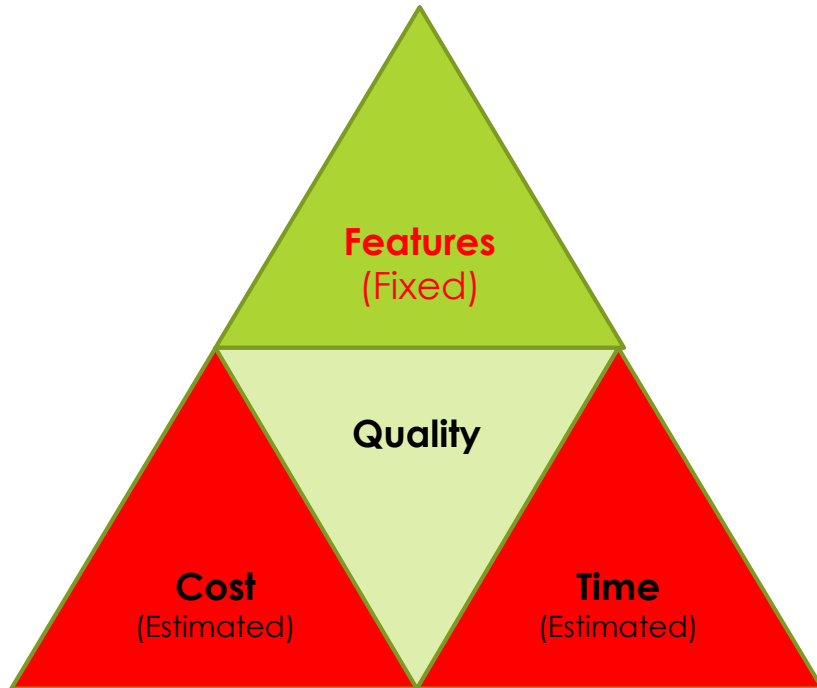 Features
(Fixed)
Quality
Cost
(Estimated)
Time
(Estimated)